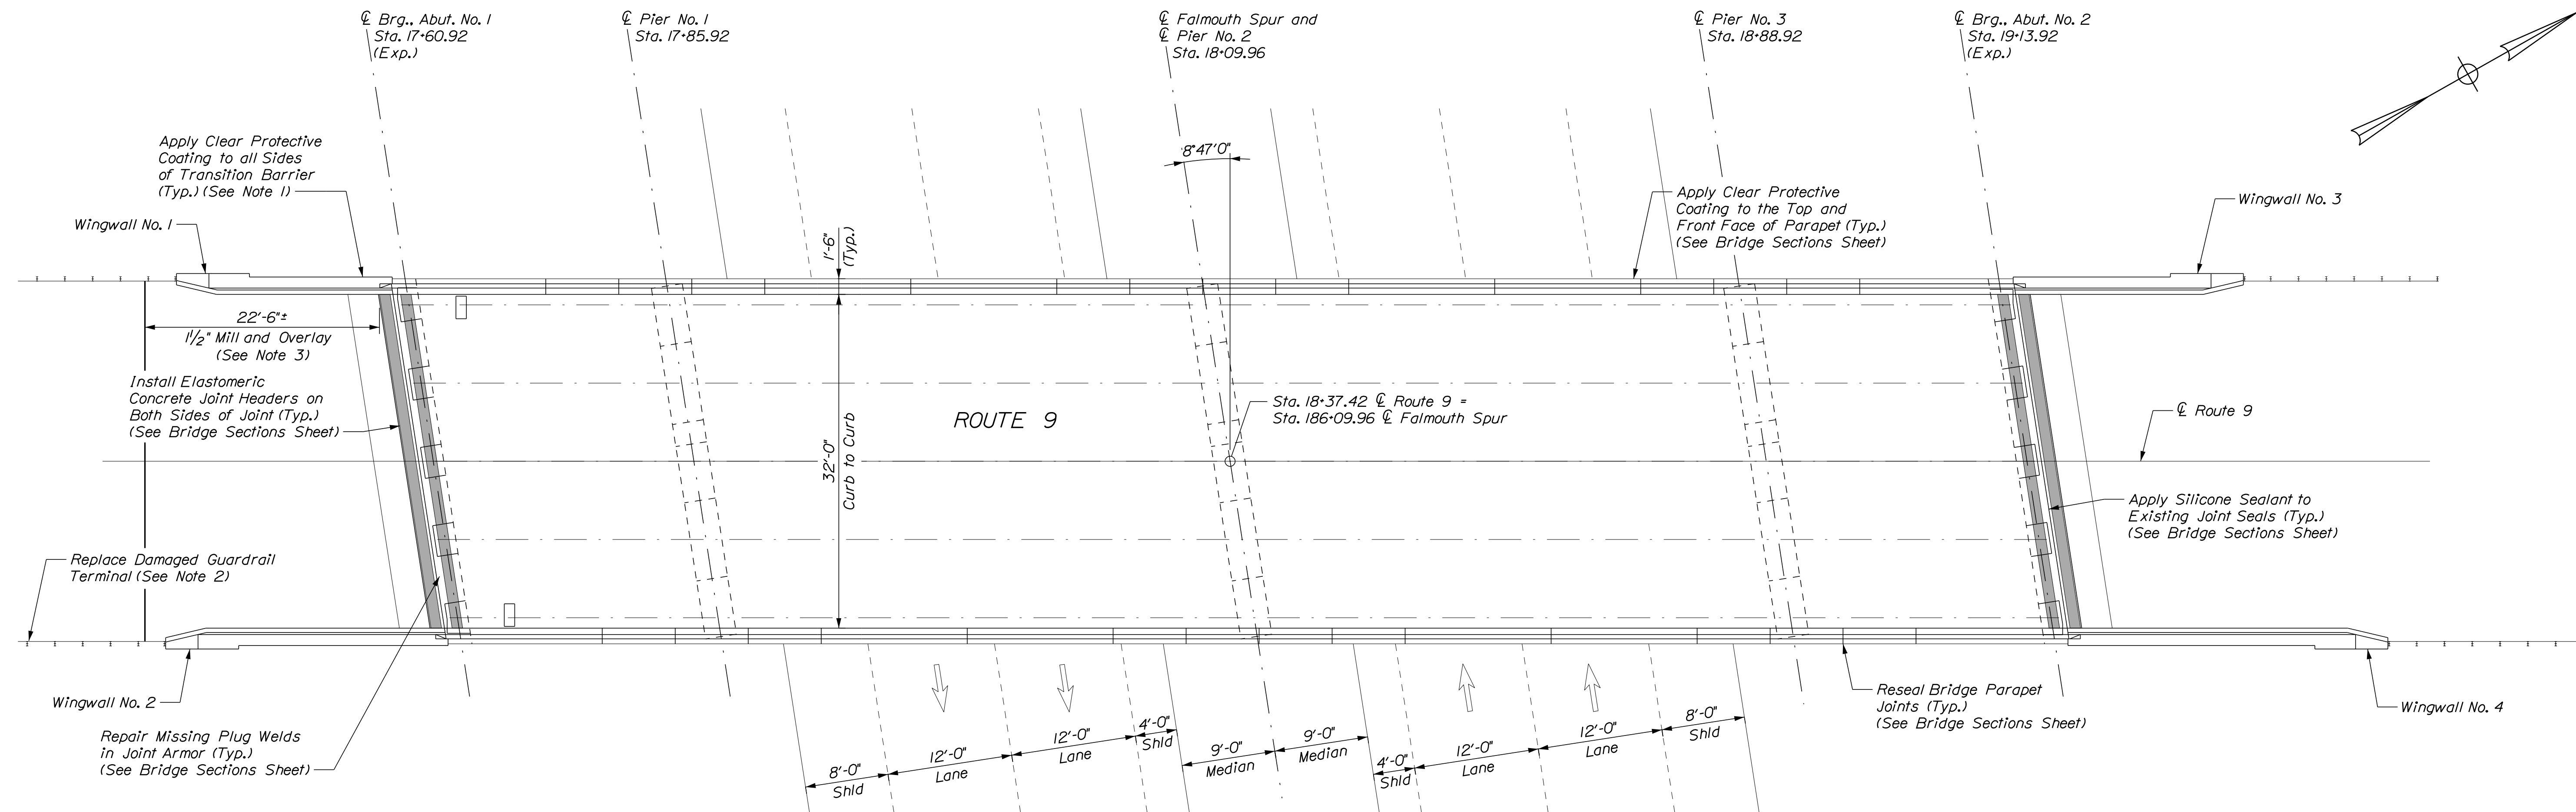 ℄ Brg., Abut. No. 1
Sta. 17+60.92
(Exp.)
℄ Pier No. 1
Sta. 17+85.92
℄ Falmouth Spur and
℄ Pier No. 2
Sta. 18+09.96
℄ Pier No. 3
Sta. 18+88.92
℄ Brg., Abut. No. 2
Sta. 19+13.92
(Exp.)
Apply Clear Protective
Coating to all Sides
of Transition Barrier
(Typ.) (See Note 1)
Wingwall No. 1
8°47'0"
1'-6"
(Typ.)
Apply Clear Protective
Coating to the Top and
Front Face of Parapet (Typ.)
(See Bridge Sections Sheet)
Wingwall No. 3
22'-6"±
1½" Mill and Overlay
(See Note 3)
Install Elastomeric
Concrete Joint Headers on
Both Sides of Joint (Typ.)
(See Bridge Sections Sheet)
32'-0"
Curb to Curb
ROUTE 9
Sta. 18+37.42 ℄ Route 9 =
Sta. 186+09.96 ℄ Falmouth Spur
℄ Route 9
Apply Silicone Sealant to
Existing Joint Seals (Typ.)
(See Bridge Sections Sheet)
Replace Damaged Guardrail
Terminal (See Note 2)
Wingwall No. 2
Repair Missing Plug Welds
in Joint Armor (Typ.)
(See Bridge Sections Sheet)
8'-0"
Shld
12'-0"
Lane
12'-0"
Lane
4'-0"
Shld
9'-0"
Median
9'-0"
Median
4'-0"
Shld
12'-0"
Lane
12'-0"
Lane
8'-0"
Shld
Reseal Bridge Parapet
Joints (Typ.)
(See Bridge Sections Sheet)
Wingwall No. 4